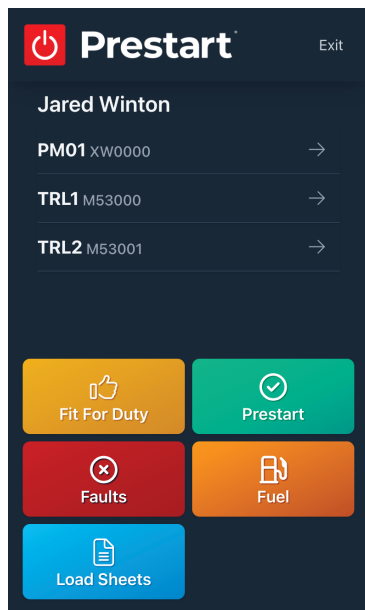 Prestart
Exit
Jared Winton
PM01 XW0000
TRL1 M53000
TRL2 M53001
Fit For Duty
Prestart
Faults
Fuel
Load Sheets